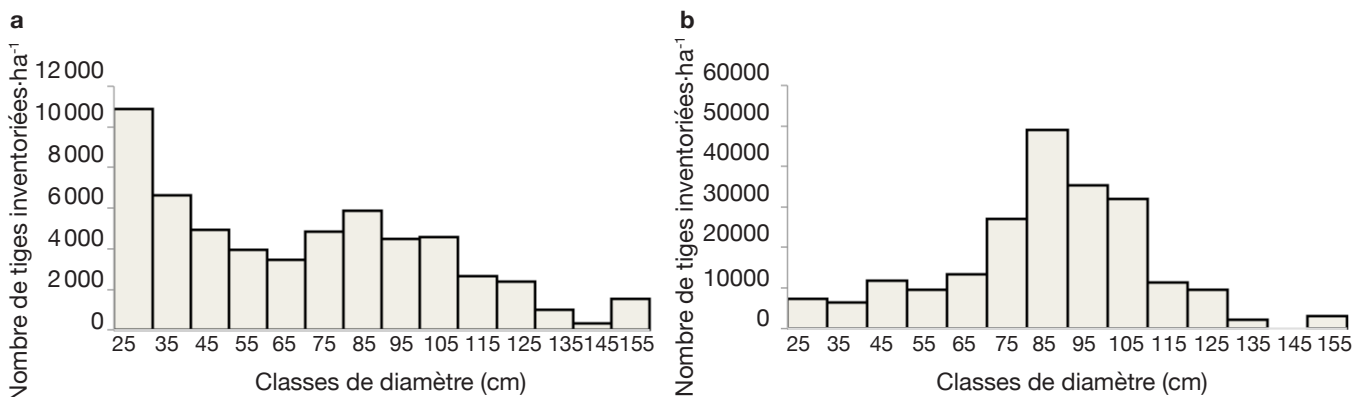 a
Nombre de tiges inventoriées·ha⁻¹
12 000
10 000
8 000
6 000
4 000
2 000
0
25 35 45 55 65 75 85 95 105 115 125 135 145 155
Classes de diamètre (cm)
b
Nombre de tiges inventoriées·ha⁻¹
60000
50000
40000
30000
20000
10000
0
25 35 45 55 65 75 85 95 105 115 125 135 145 155
Classes de diamètre (cm)